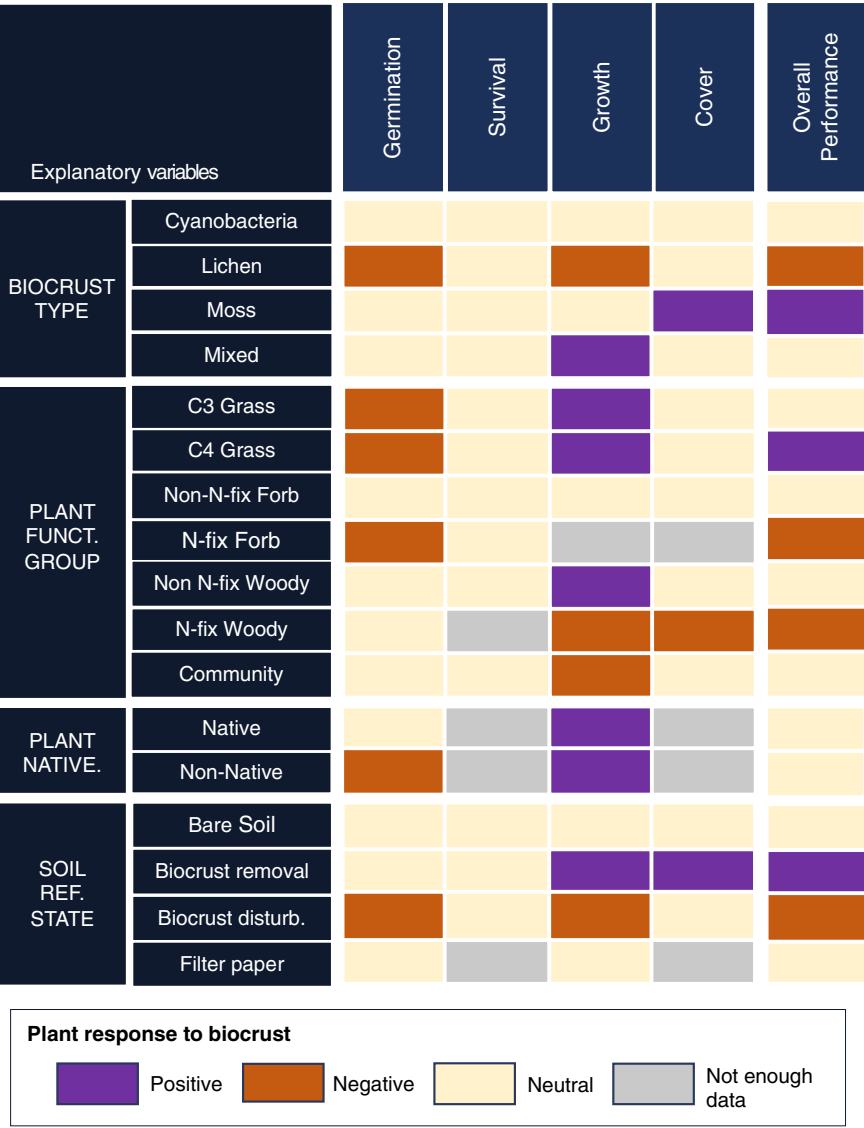 Explanatory variables
Germination
Survival
Growth
Cover
Overall
Performance
BIOCRUST
TYPE
Cyanobacteria
Lichen
Moss
Mixed
PLANT
FUNCT.
GROUP
C3 Grass
C4 Grass
Non-N-fix Forb
N-fix Forb
Non N-fix Woody
N-fix Woody
Community
PLANT
NATIVE.
Native
Non-Native
SOIL
REF.
STATE
Bare Soil
Biocrust removal
Biocrust disturb.
Filter paper
Plant response to biocrust
Positive
Negative
Neutral
Not enough
data